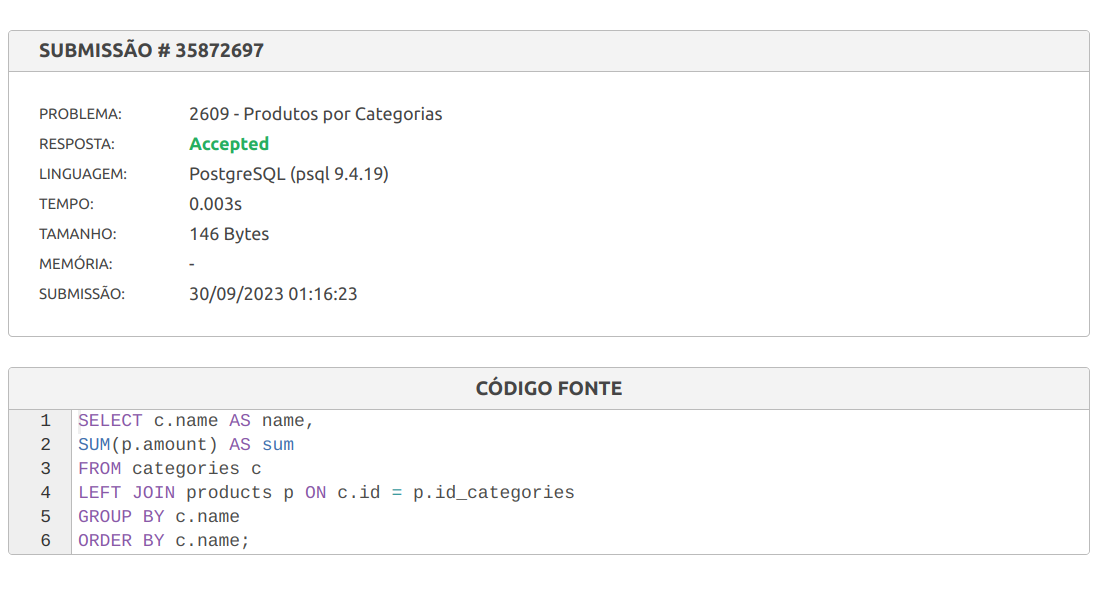 SUBMISSÃO # 35872697
PROBLEMA: 2609 - Produtos por Categorias
RESPOSTA: Accepted
LINGUAGEM: PostgreSQL (psql 9.4.19)
TEMPO: 0.003s
TAMANHO: 146 Bytes
MEMÓRIA: -
SUBMISSÃO: 30/09/2023 01:16:23
CÓDIGO FONTE
1 SELECT c.name AS name,
2 SUM(p.amount) AS sum
3 FROM categories c
4 LEFT JOIN products p ON c.id = p.id_categories
5 GROUP BY c.name
6 ORDER BY c.name;